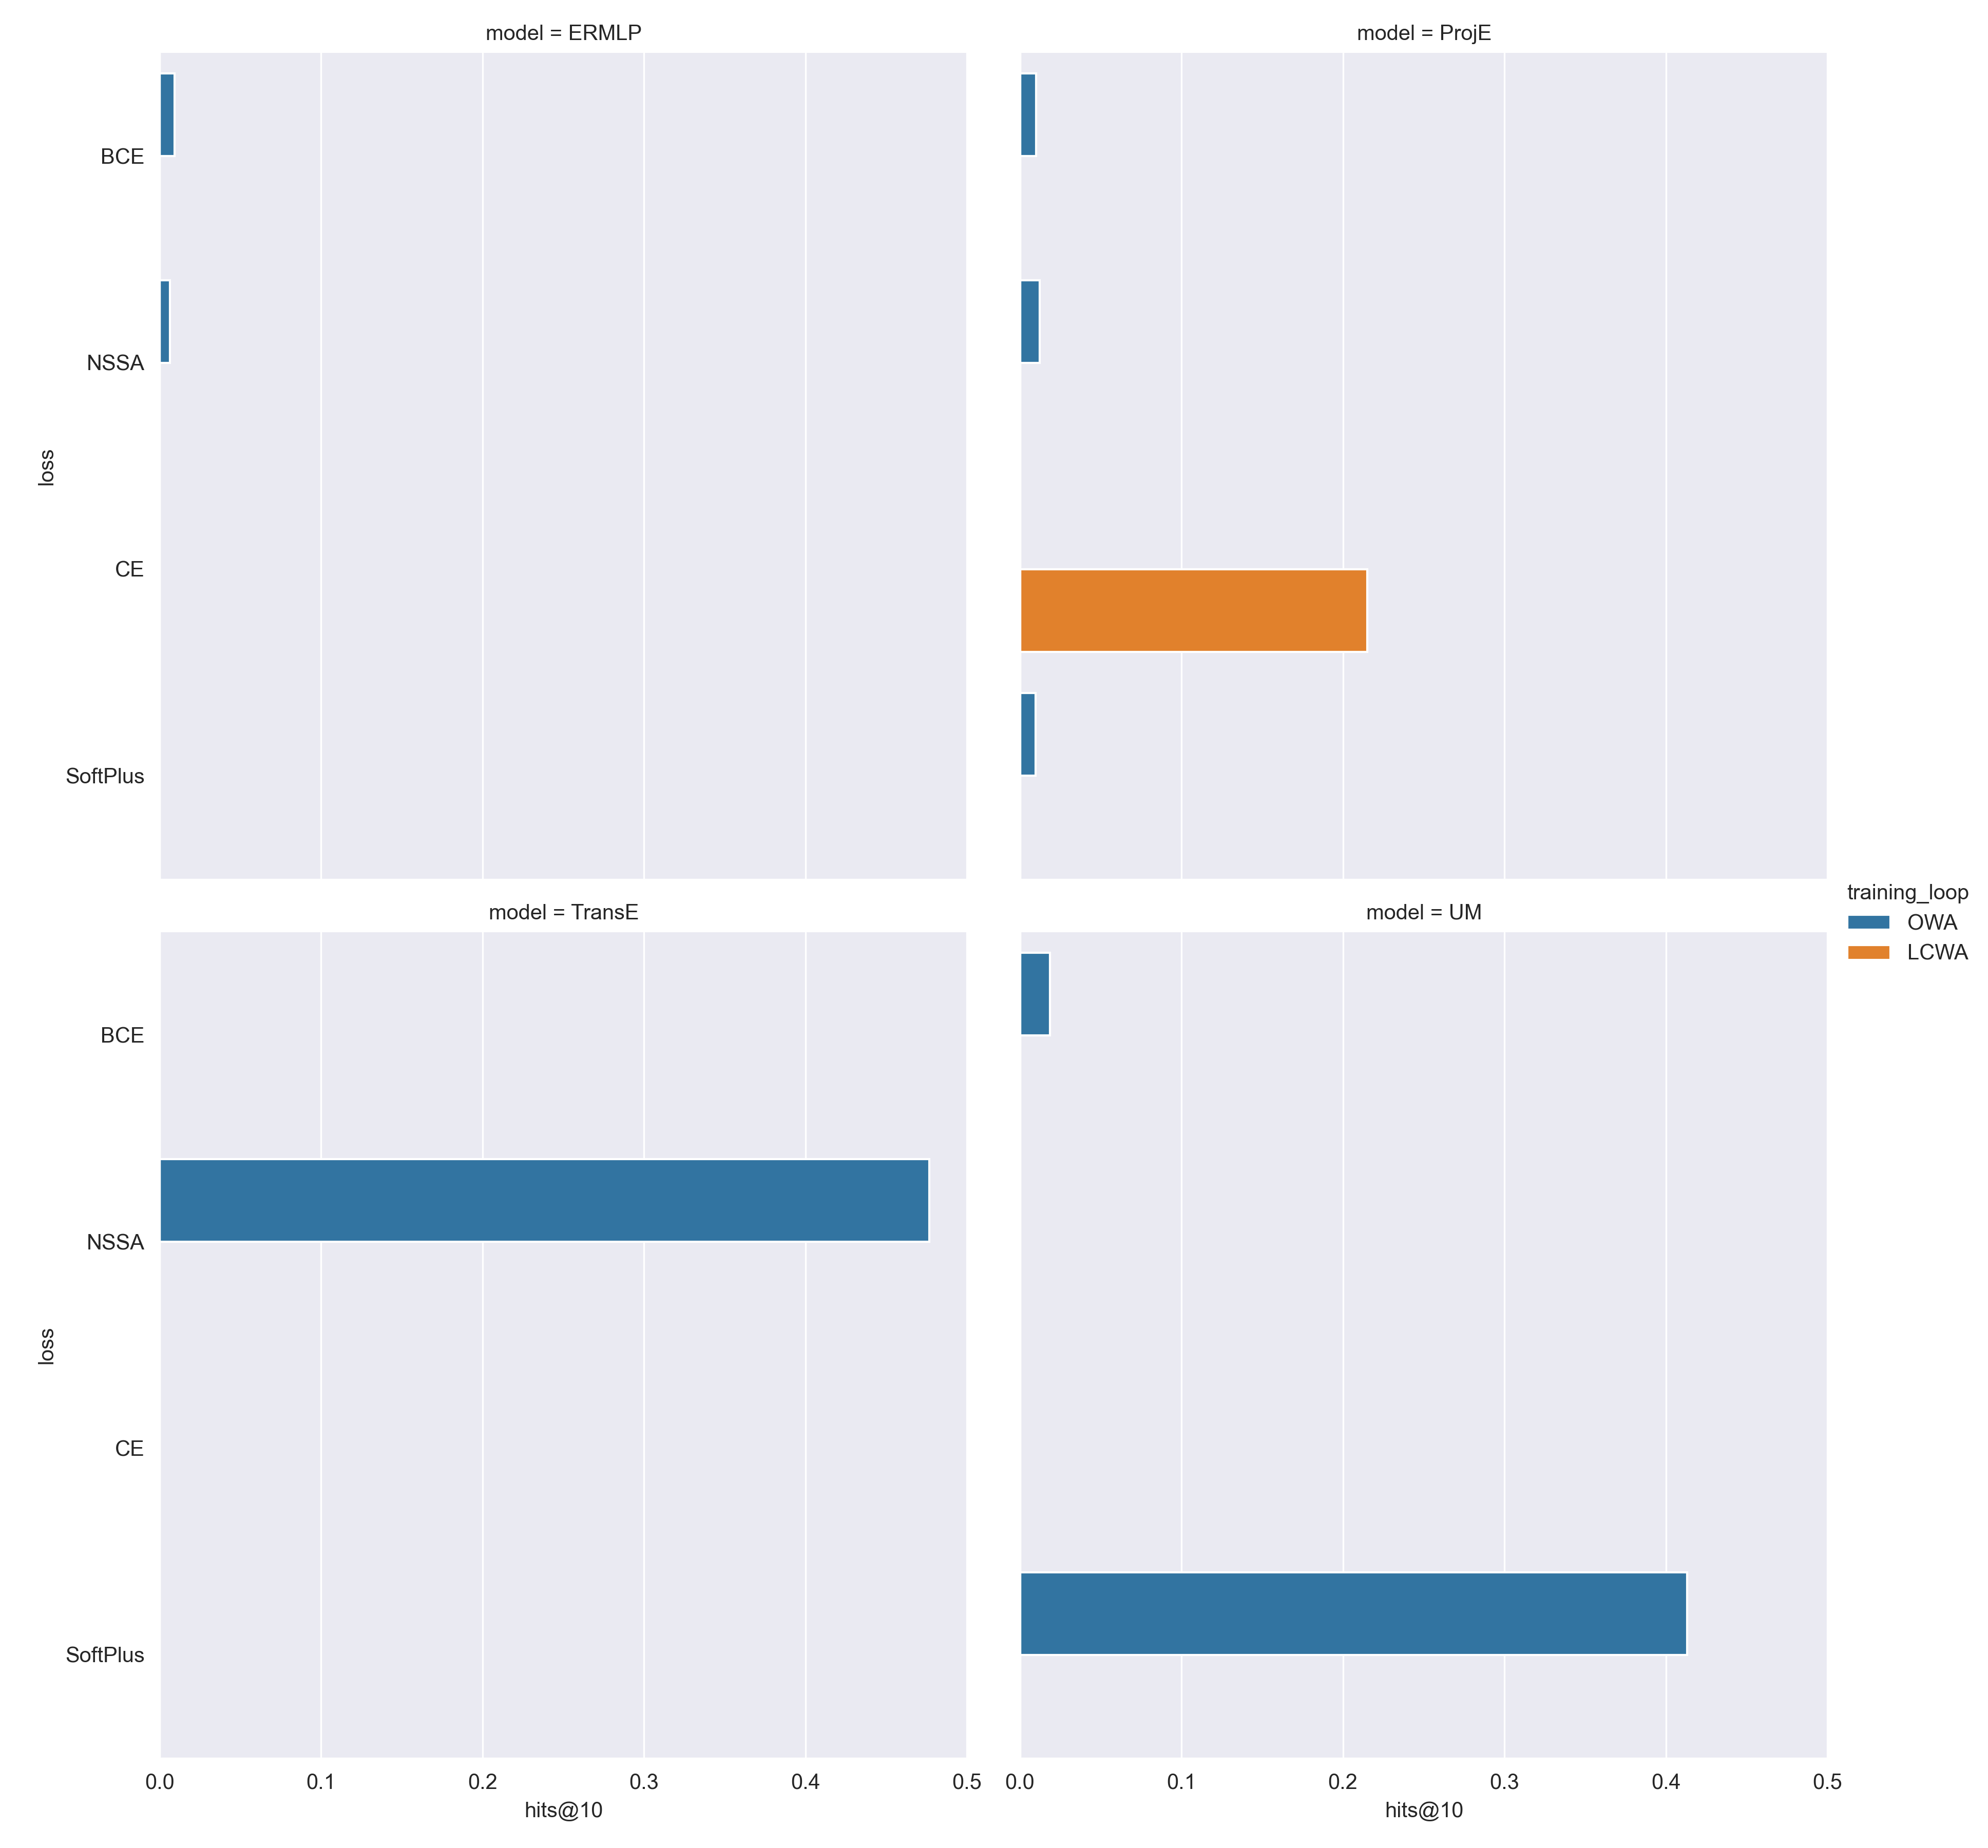 model = ERMLP
model = ProjE
BCE
NSSA
CE
SoftPlus
loss
model = TransE
model = UM
training_loop
OWA
LCWA
BCE
NSSA
CE
SoftPlus
loss
0.0 0.1 0.2 0.3 0.4 0.5
0.0 0.1 0.2 0.3 0.4 0.5
hits@10
hits@10